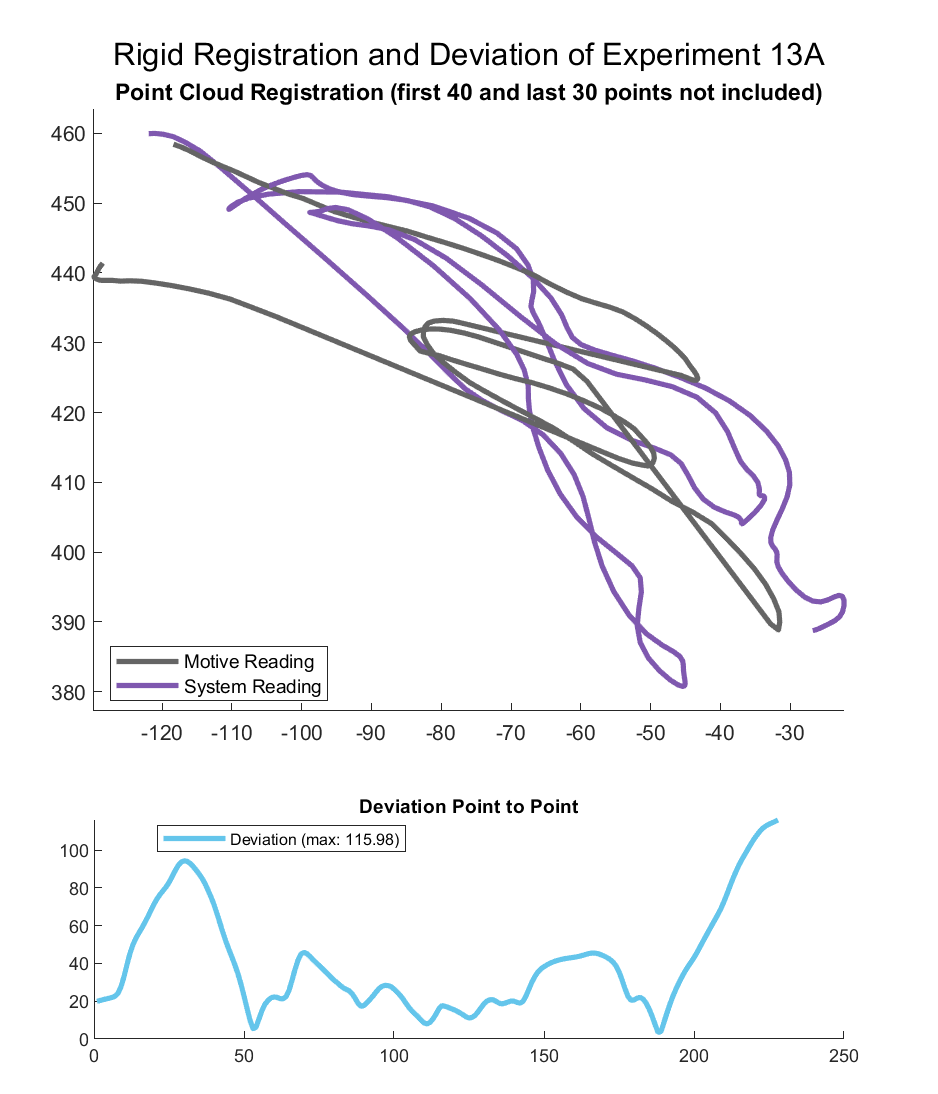 Rigid Registration and Deviation of Experiment 13A
Point Cloud Registration (first 40 and last 30 points not included)
460
450
440
430
420
410
400
390
380
Motive Reading
System Reading
-120 -110 -100 -90 -80 -70 -60 -50 -40 -30
Deviation Point to Point
Deviation (max: 115.98)
100
80
60
40
20
0
0 50 100 150 200 250